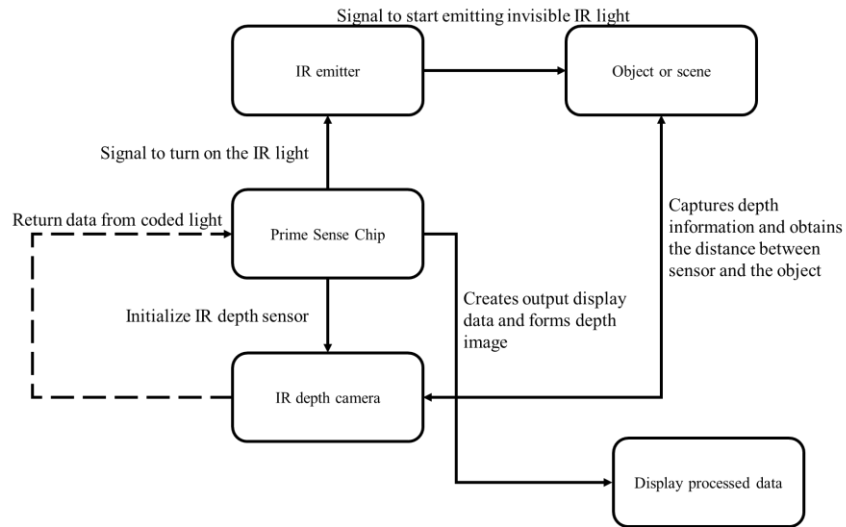 Signal to start emitting invisible IR light
IR emitter
Object or scene
Signal to turn on the IR light
Return data from coded light
Prime Sense Chip
Captures depth
information and obtains
the distance between
sensor and the object
Initialize IR depth sensor
Creates output display
data and forms depth
image
IR depth camera
Display processed data